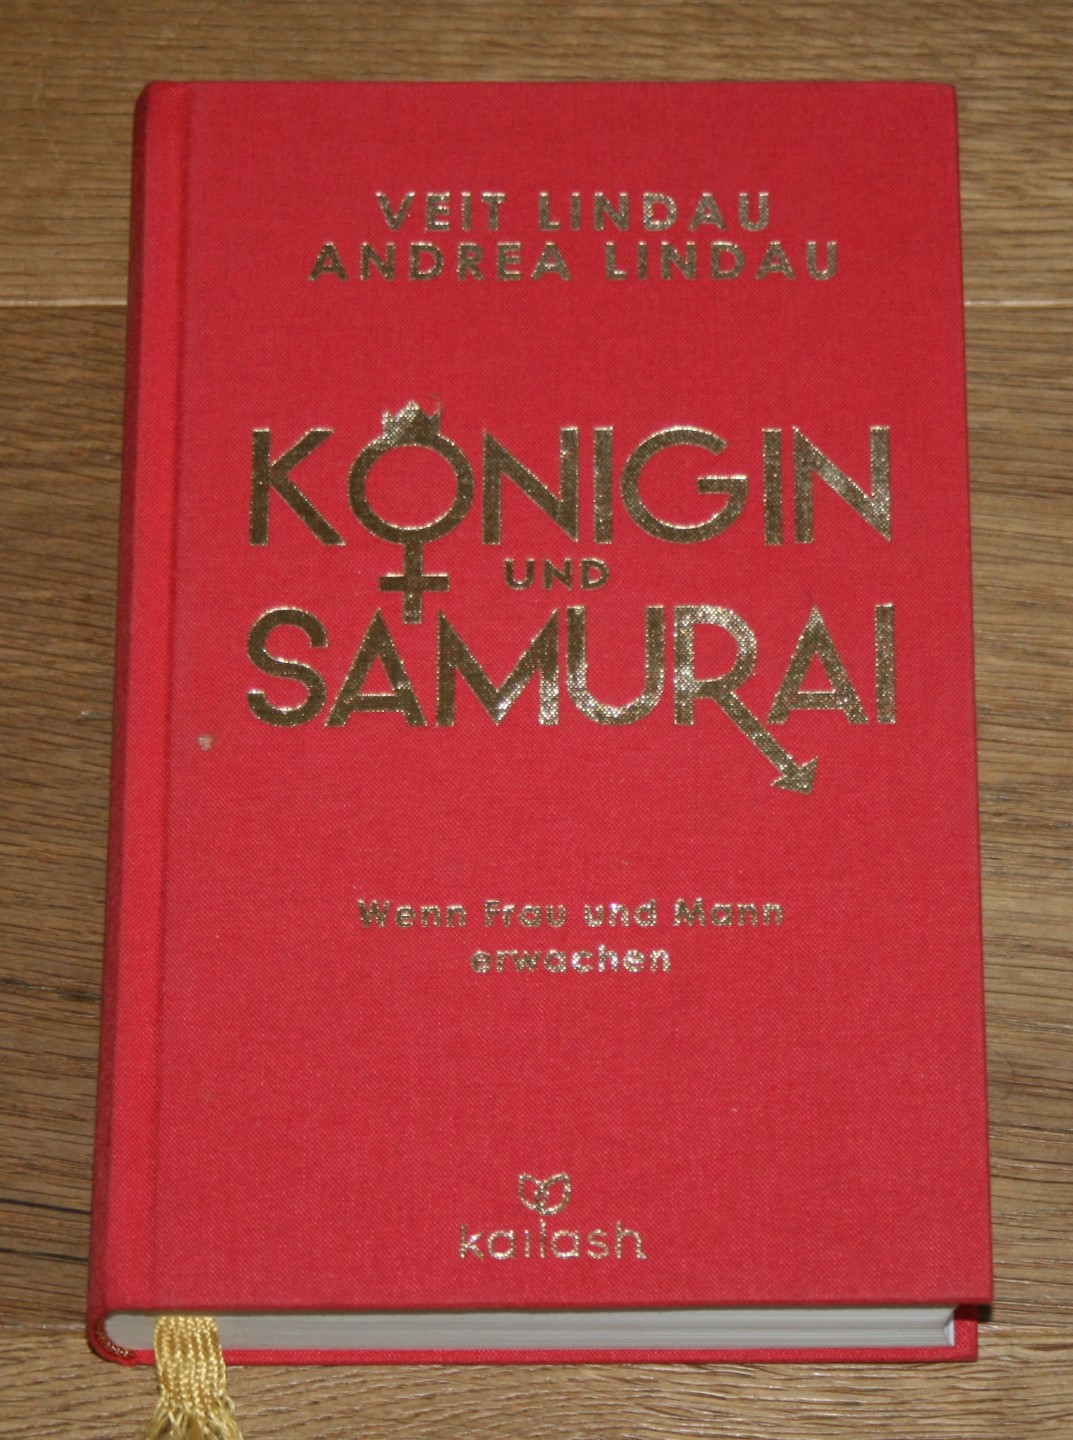 VEIT LINDAU
ANDREA LINDAU
KÖNIGIN
UND
SAMURAI
Wenn Frau und Mann
erwachen
kailash